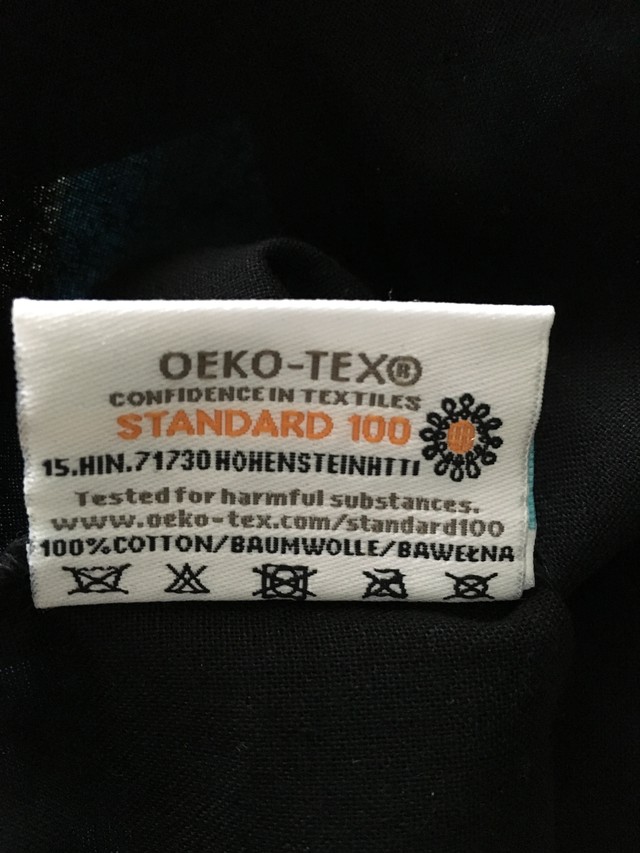 OEKO-TEX®
CONFIDENCE IN TEXTILES
STANDARD 100
15.HIN.71730 HOHENSTEIN HTTI
Tested for harmful substances.
www.oeko-tex.com/standard100
100%COTTON/BAUMWOLLE/BAWEŁNA